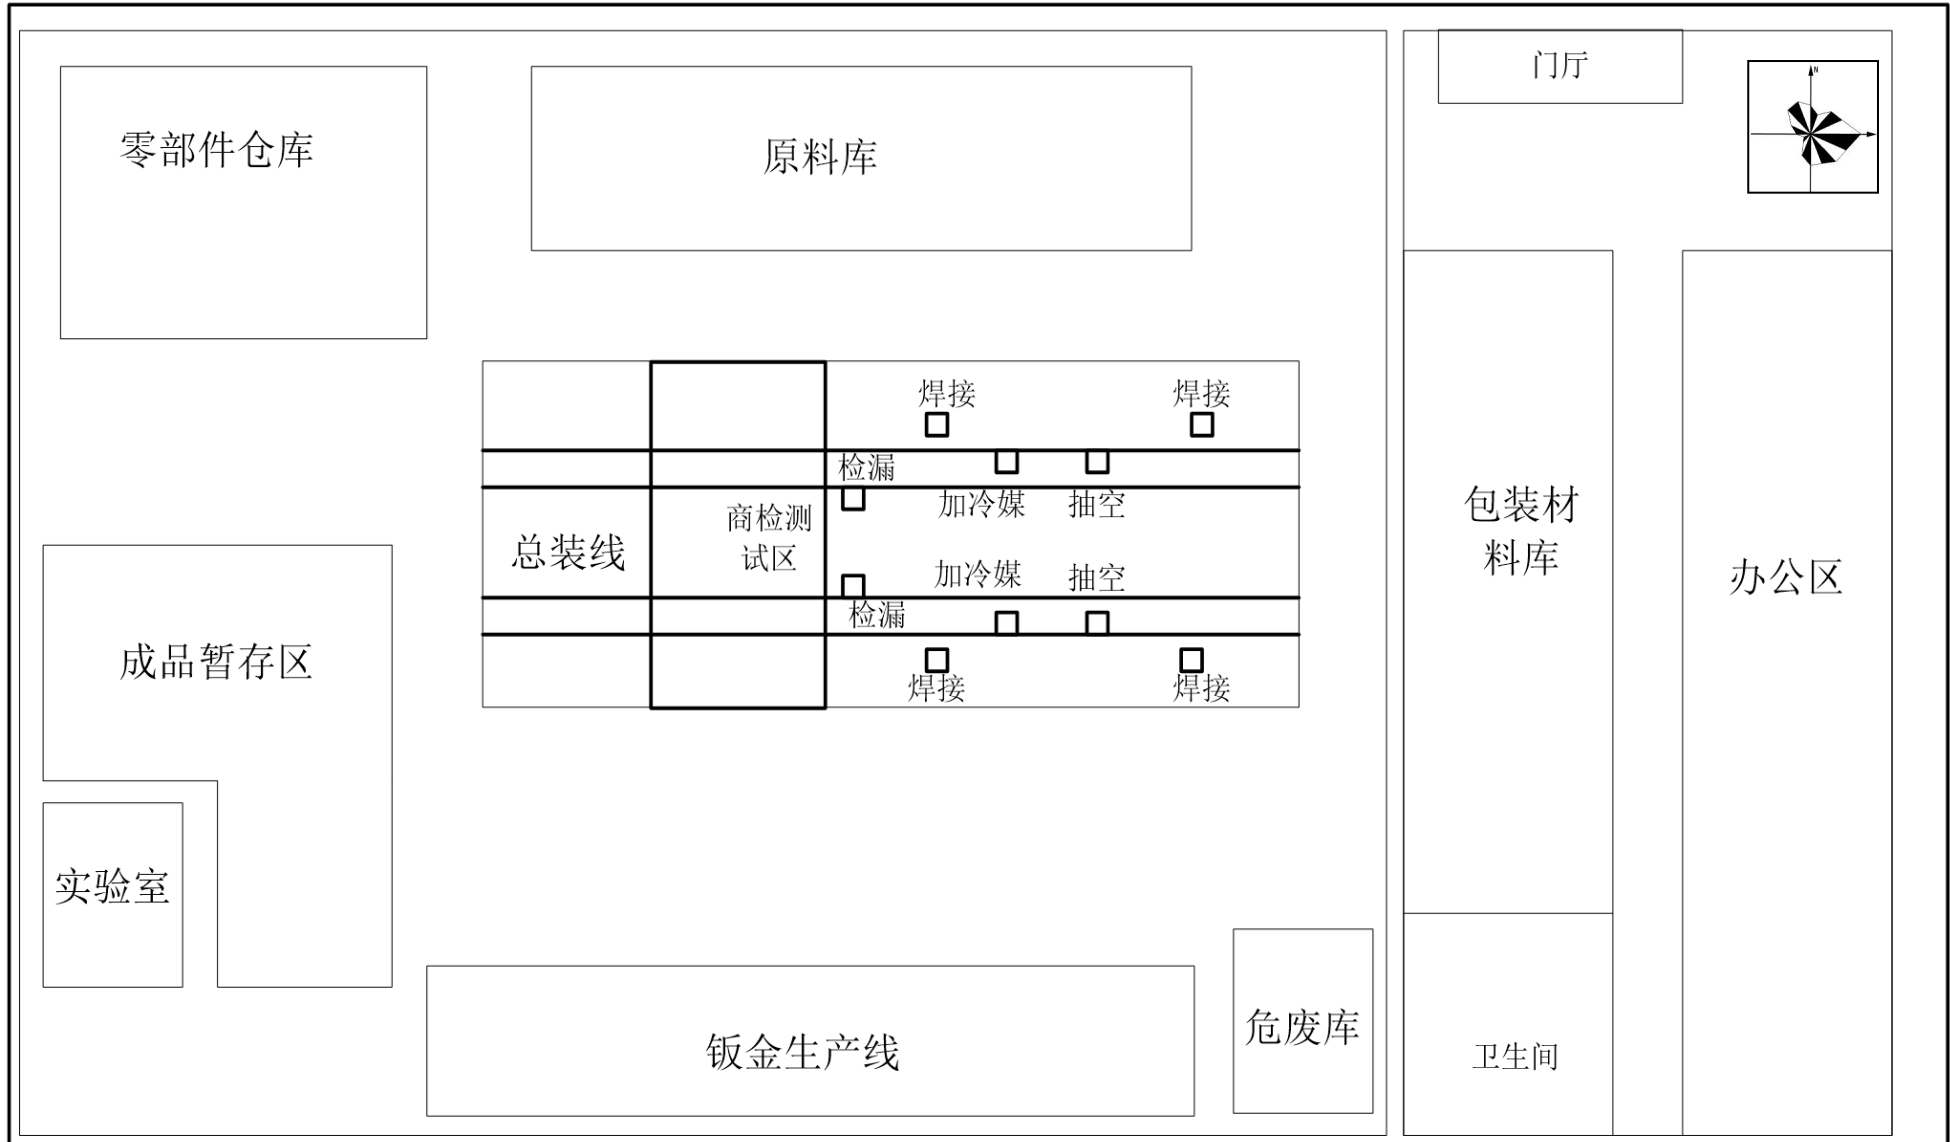 门厅
N
零部件仓库
原料库
焊接
焊接
检漏
加冷媒
抽空
商检测
试区
总装线
加冷媒
抽空
检漏
焊接
焊接
包装材
料库
办公区
成品暂存区
实验室
危废库
钣金生产线
卫生间